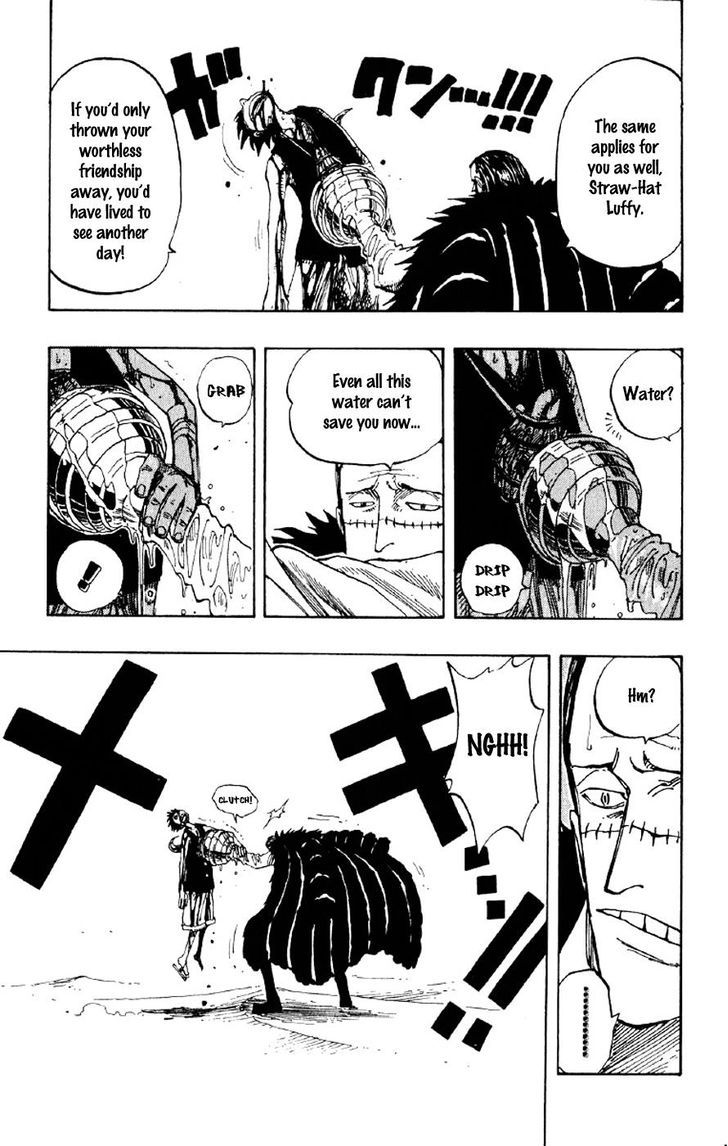 The same
applies for
you as well,
Straw-Hat
Luffy.
ガクン…!!!
If you'd only
thrown your
worthless
friendship
away, you'd
have lived to
see another
day!
Water?
DRIP
DRIP
Even all this
water can't
save you now...
GRAB
!
Hm?
............
NGHH!
CLUTCH!
メキ…!!